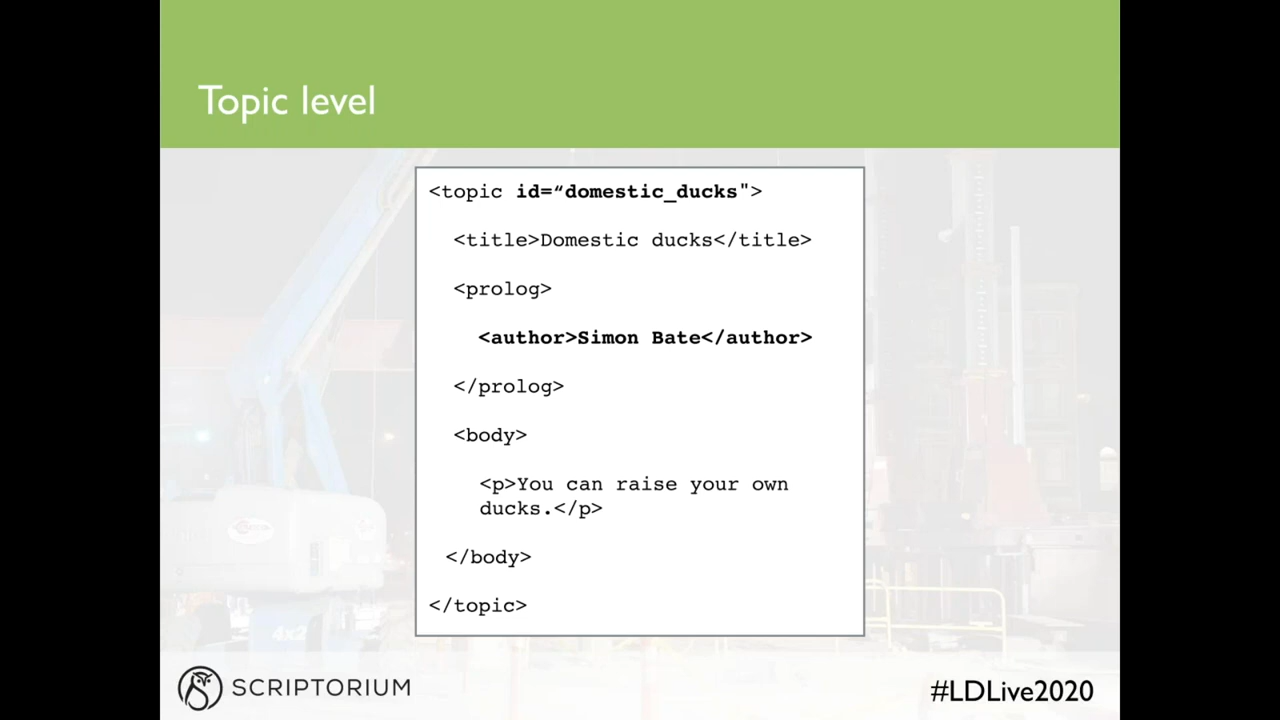 Topic level
<topic id=“domestic_ducks">
<title>Domestic ducks</title>
<prolog>
<author>Simon Bate</author>
</prolog>
<body>
<p>You can raise your own
ducks.</p>
</body>
</topic>
4x2
SCRIPTORIUM
#LDLive2020